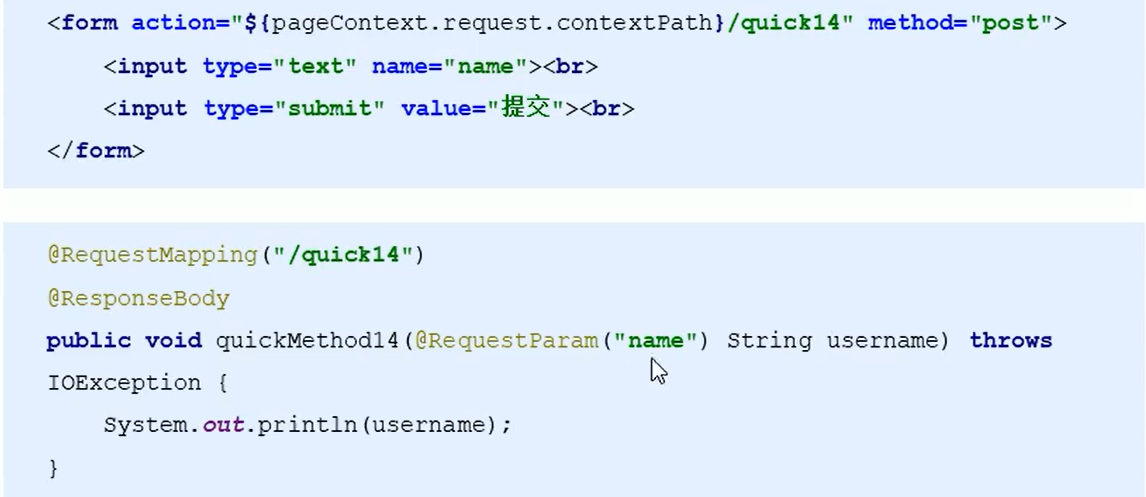 <form action="${pageContext.request.contextPath}/quick14" method="post">
<input type="text" name="name"><br>
<input type="submit" value="提交"><br>
</form>
@RequestMapping("/quick14")
@ResponseBody
public void quickMethod14(@RequestParam("name") String username) throws
IOException {
System.out.println(username);
}